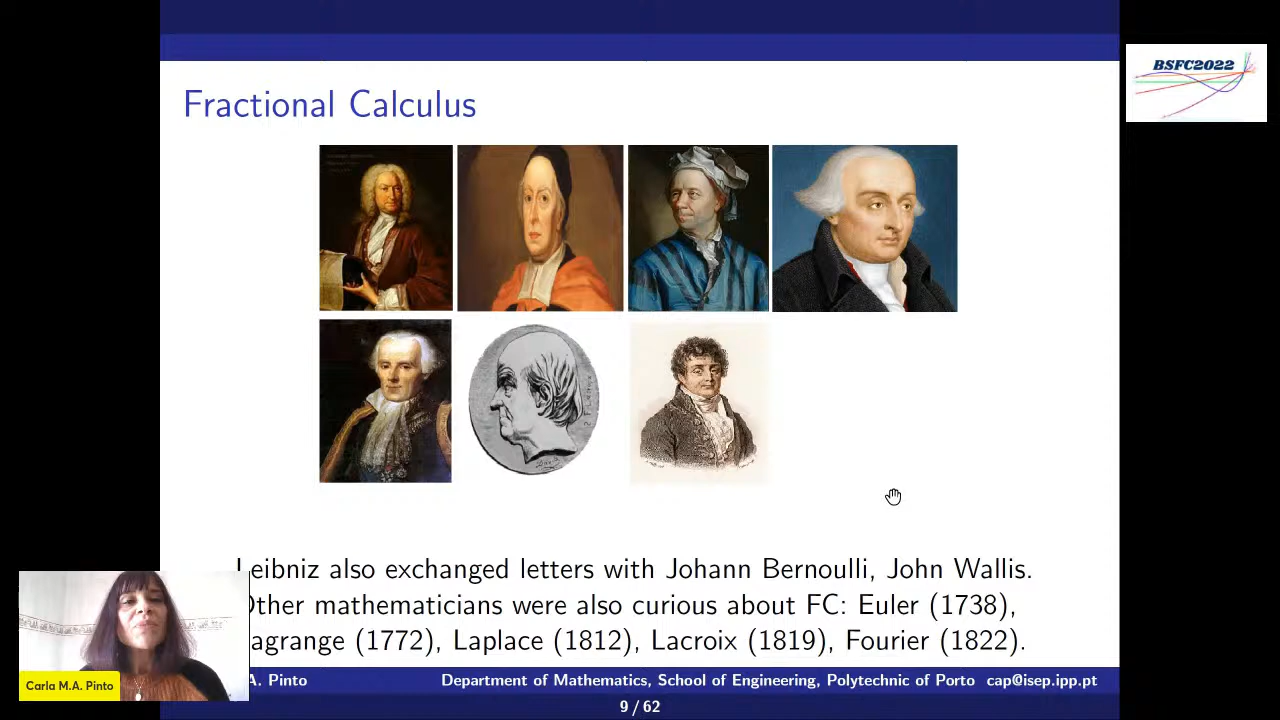 BSFC2022
Fractional Calculus
Leibniz also exchanged letters with Johann Bernoulli, John Wallis.
Other mathematicians were also curious about FC: Euler (1738),
agrange (1772), Laplace (1812), Lacroix (1819), Fourier (1822).
Carla M.A. Pinto
A. Pinto Department of Mathematics, School of Engineering, Polytechnic of Porto cap@isep.ipp.pt
9 / 62